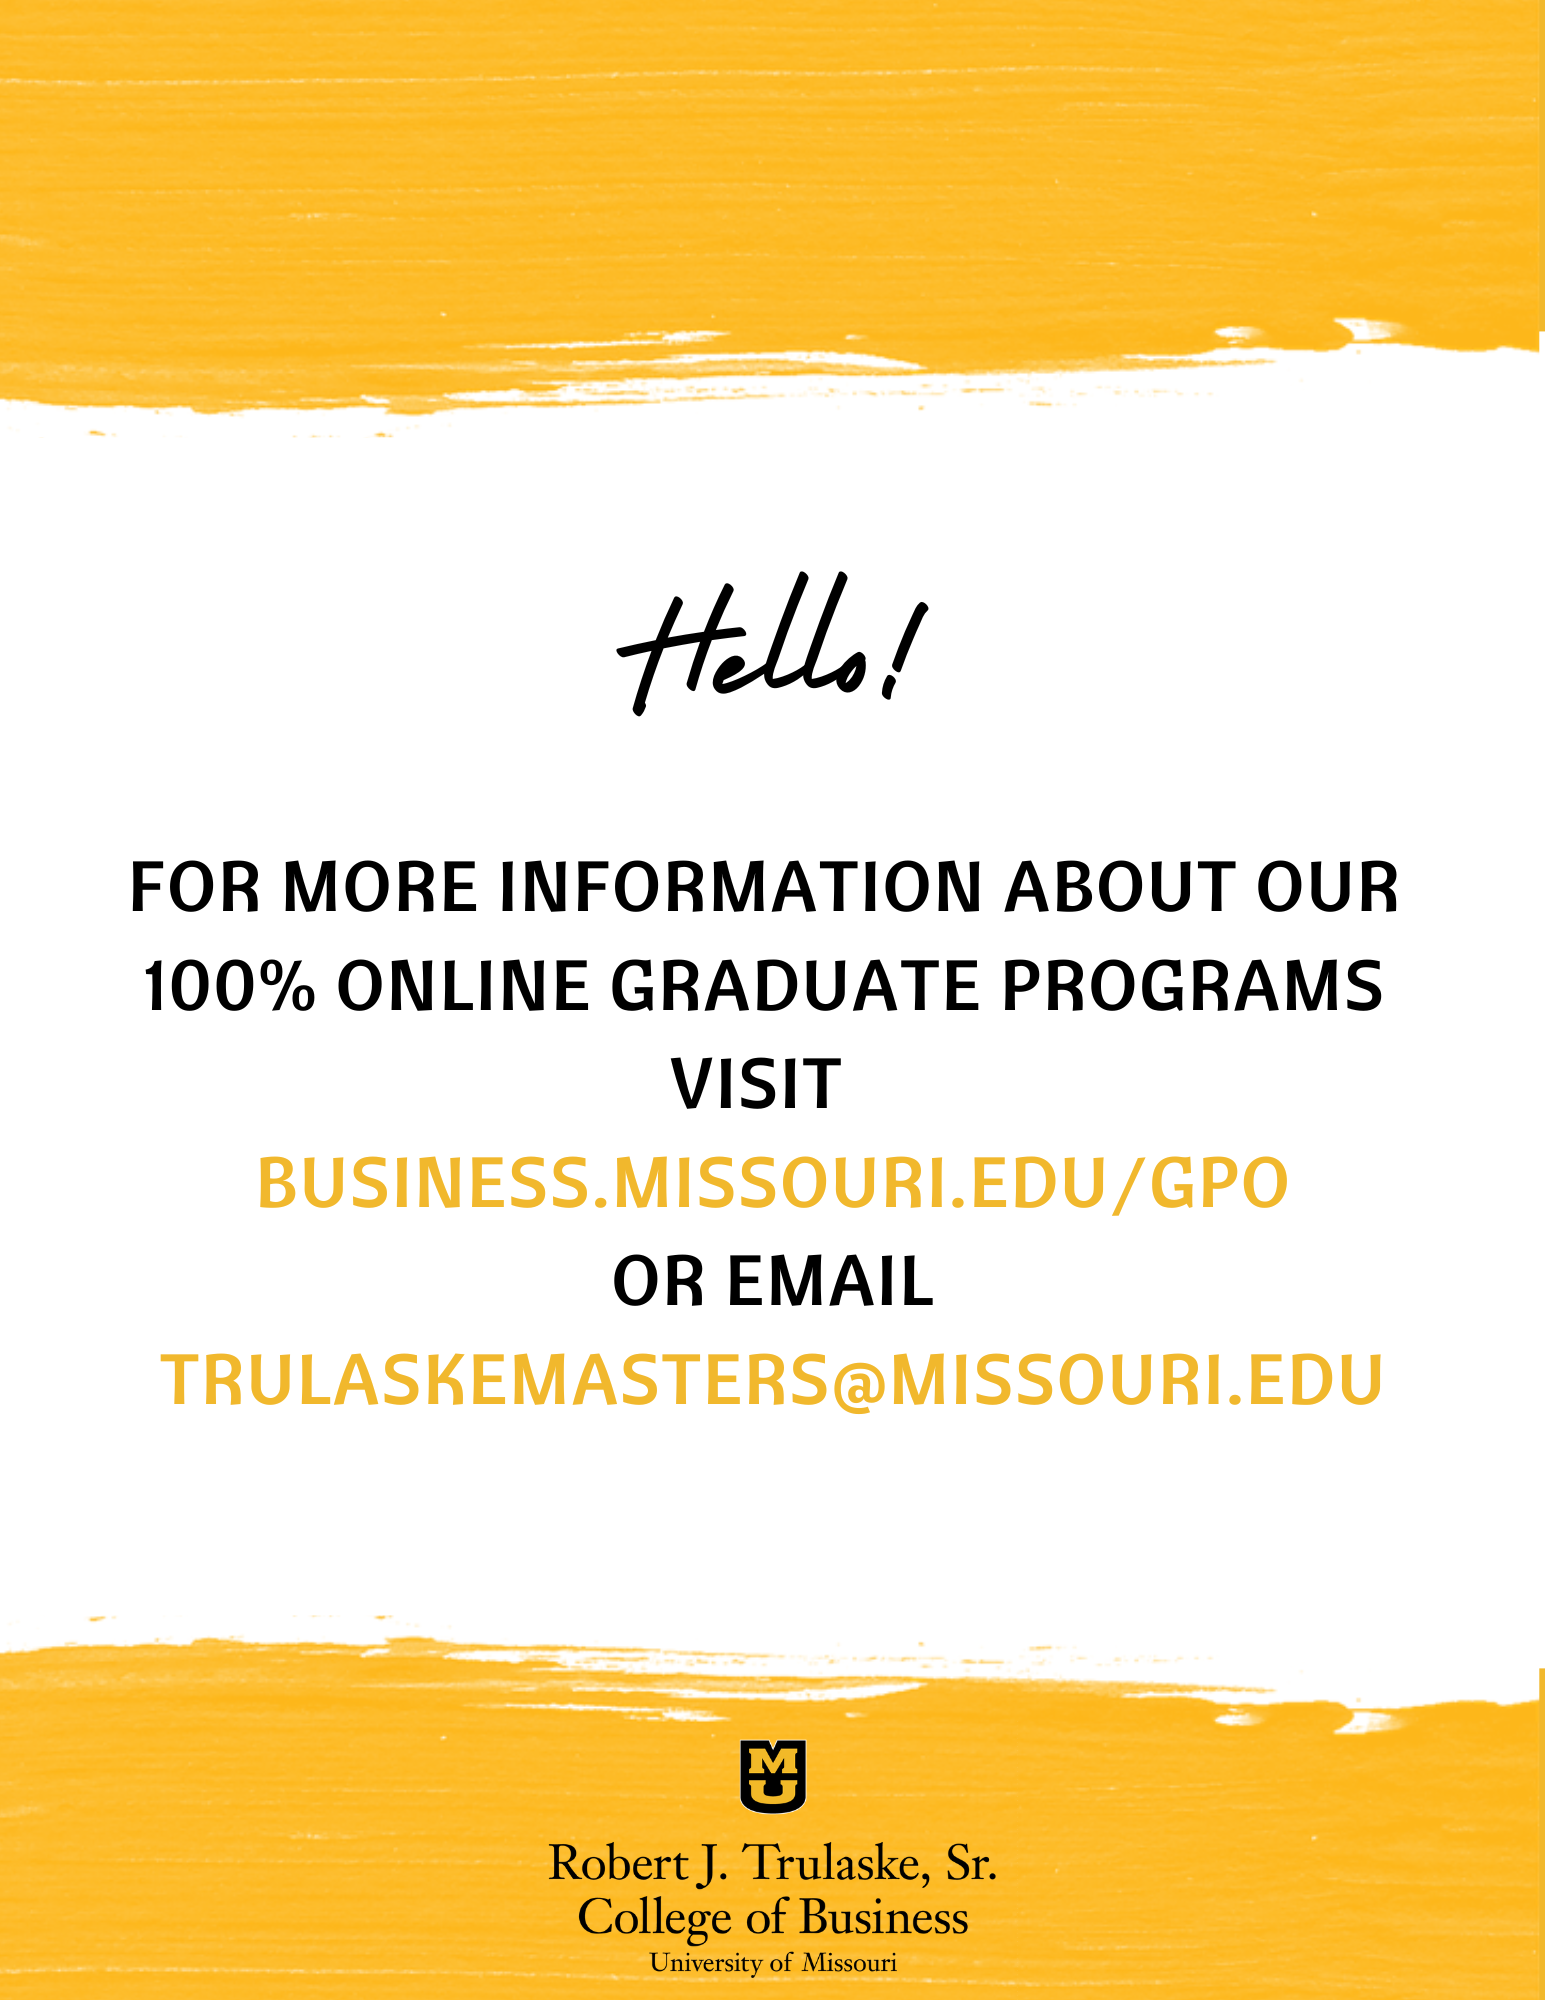 Hello!
FOR MORE INFORMATION ABOUT OUR
100% ONLINE GRADUATE PROGRAMS
VISIT
BUSINESS.MISSOURI.EDU/GPO
OR EMAIL
TRULASKEMASTERS@MISSOURI.EDU
MU
Robert J. Trulaske, Sr.
College of Business
University of Missouri